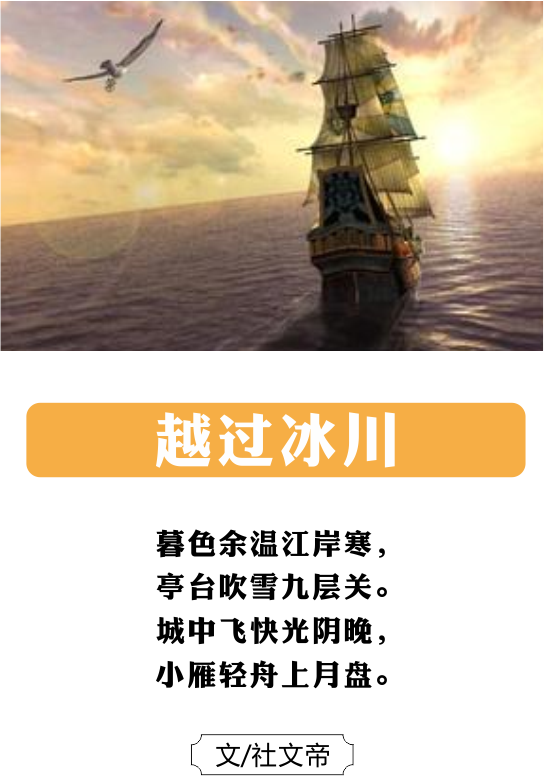 越过冰川
暮色余温江岸寒，
亭台吹雪九层关。
城中飞快光阴晚，
小雁轻舟上月盘。
文/社文帝